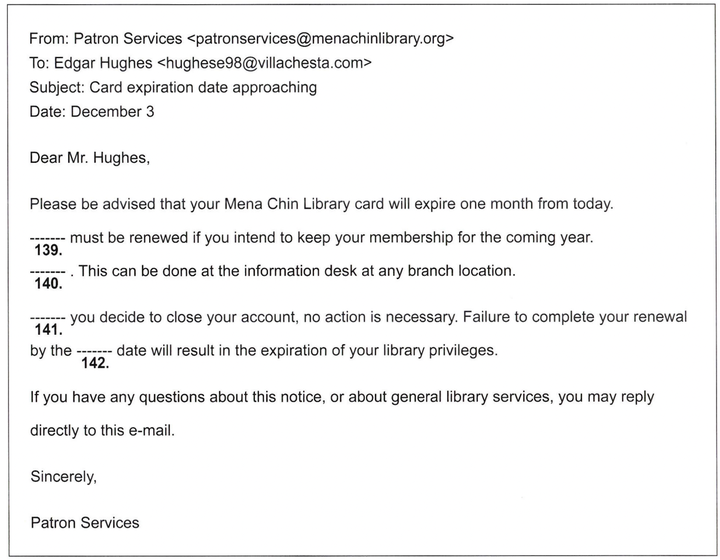 From: Patron Services <patronservices@menachinlibrary.org>
To: Edgar Hughes <hughese98@villachesta.com>
Subject: Card expiration date approaching
Date: December 3
Dear Mr. Hughes,
Please be advised that your Mena Chin Library card will expire one month from today.
------- must be renewed if you intend to keep your membership for the coming year.
139.
------- . This can be done at the information desk at any branch location.
140.
------- you decide to close your account, no action is necessary. Failure to complete your renewal
141.
by the ------- date will result in the expiration of your library privileges.
142.
If you have any questions about this notice, or about general library services, you may reply
directly to this e-mail.
Sincerely,
Patron Services